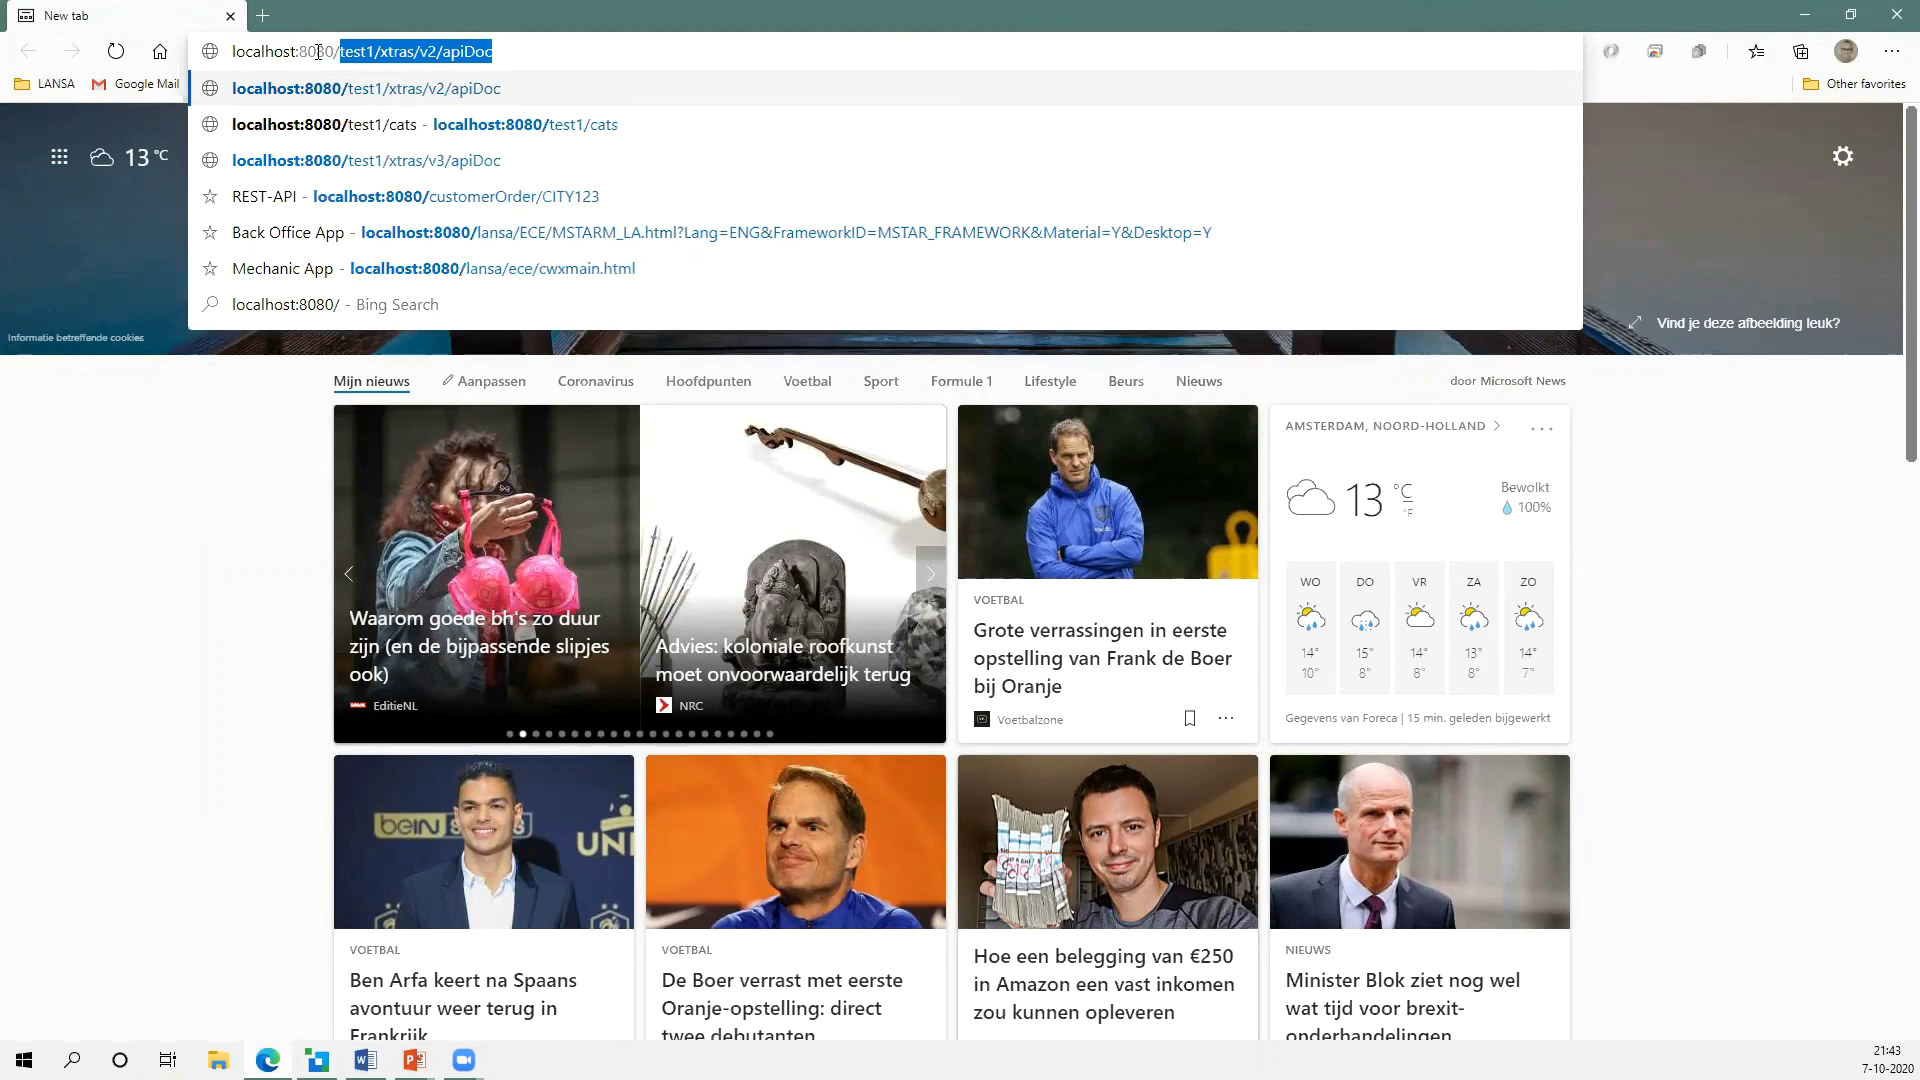 New tab
localhost:8080/test1/xtras/v2/apiDoc
LANSA
Google Mail
Other favorites
localhost:8080/test1/xtras/v2/apiDoc
localhost:8080/test1/cats - localhost:8080/test1/cats
localhost:8080/test1/xtras/v3/apiDoc
REST-API - localhost:8080/customerOrder/CITY123
Back Office App - localhost:8080/lansa/ECE/MSTARM_LA.html?Lang=ENG&FrameworkID=MSTAR_FRAMEWORK&Material=Y&Desktop=Y
Mechanic App - localhost:8080/lansa/ece/cwxmain.html
localhost:8080/ - Bing Search
13 °C
Informatie betreffende cookies
Vind je deze afbeelding leuk?
Mijn nieuws
Aanpassen
Coronavirus
Hoofdpunten
Voetbal
Sport
Formule 1
Lifestyle
Beurs
Nieuws
door Microsoft News
Waarom goede bh's zo duur
zijn (en de bijpassende slipjes
ook)
EditieNL
Advies: koloniale roofkunst
moet onvoorwaardelijk terug
NRC
VOETBAL
Grote verrassingen in eerste
opstelling van Frank de Boer
bij Oranje
Voetbalzone
AMSTERDAM, NOORD-HOLLAND
13 °C
°F
Bewolkt
100%
WO DO VR ZA ZO
14° 15° 14° 13° 14°
10° 8° 8° 8° 7°
Gegevens van Foreca | 15 min. geleden bijgewerkt
beIN
VOETBAL
Ben Arfa keert na Spaans
avontuur weer terug in
Frankrijk
VOETBAL
De Boer verrast met eerste
Oranje-opstelling: direct
twee debutanten
Hoe een belegging van €250
in Amazon een vast inkomen
zou kunnen opleveren
NIEUWS
Minister Blok ziet nog wel
wat tijd voor brexit-
onderhandelingen
21:43
7-10-2020